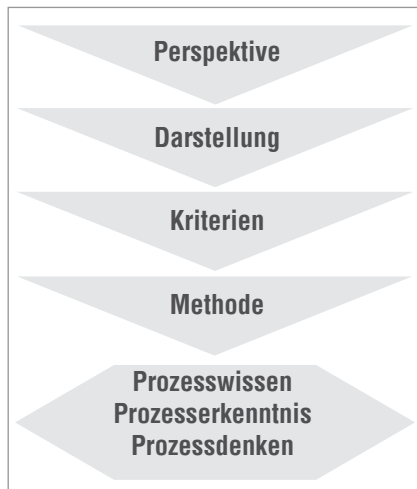 Perspektive
Darstellung
Kriterien
Methode
Prozesswissen
Prozesserkenntnis
Prozessdenken